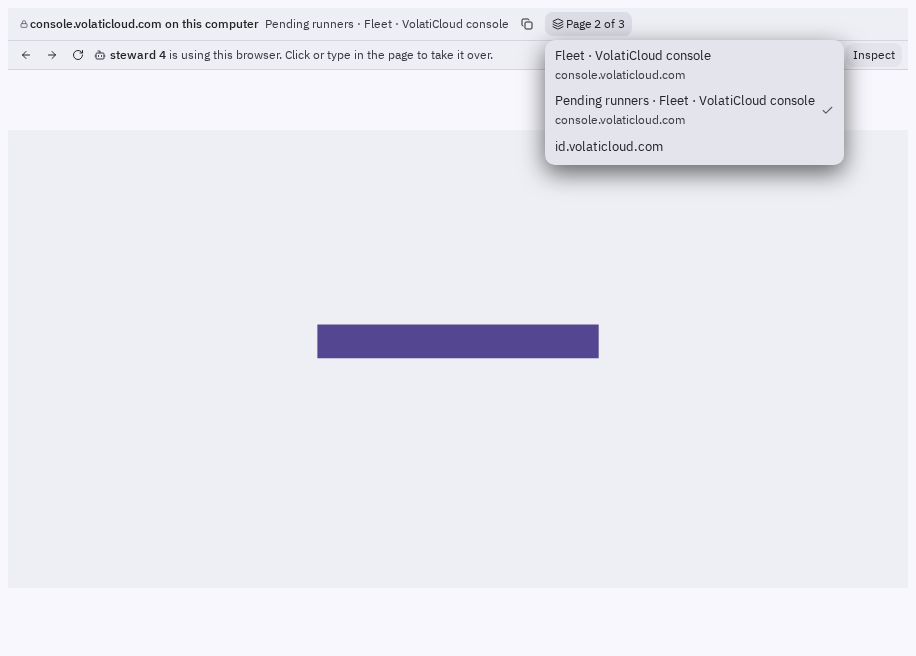 console.volaticloud.com on this computer Pending runners · Fleet · VolatiCloud console Page 2 of 3
steward 4 is using this browser. Click or type in the page to take it over. Inspect
Fleet · VolatiCloud console
console.volaticloud.com
Pending runners · Fleet · VolatiCloud console
console.volaticloud.com
id.volaticloud.com